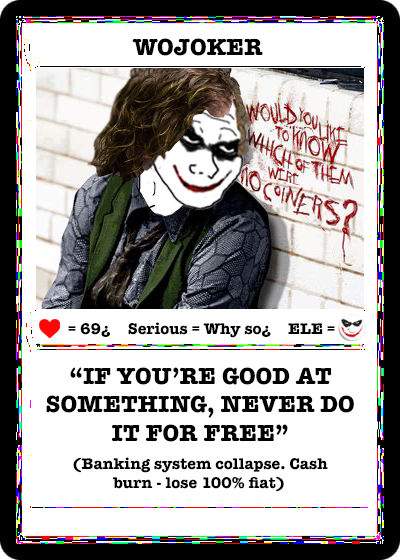 WOJOKER
WOULD YOU LIKE
TO KNOW
WHICH OF THEM
WERE
NO COINERS?
= 69¿ Serious = Why so¿ ELE =
“IF YOU’RE GOOD AT
SOMETHING, NEVER DO
IT FOR FREE”
(Banking system collapse. Cash
burn - lose 100% fiat)